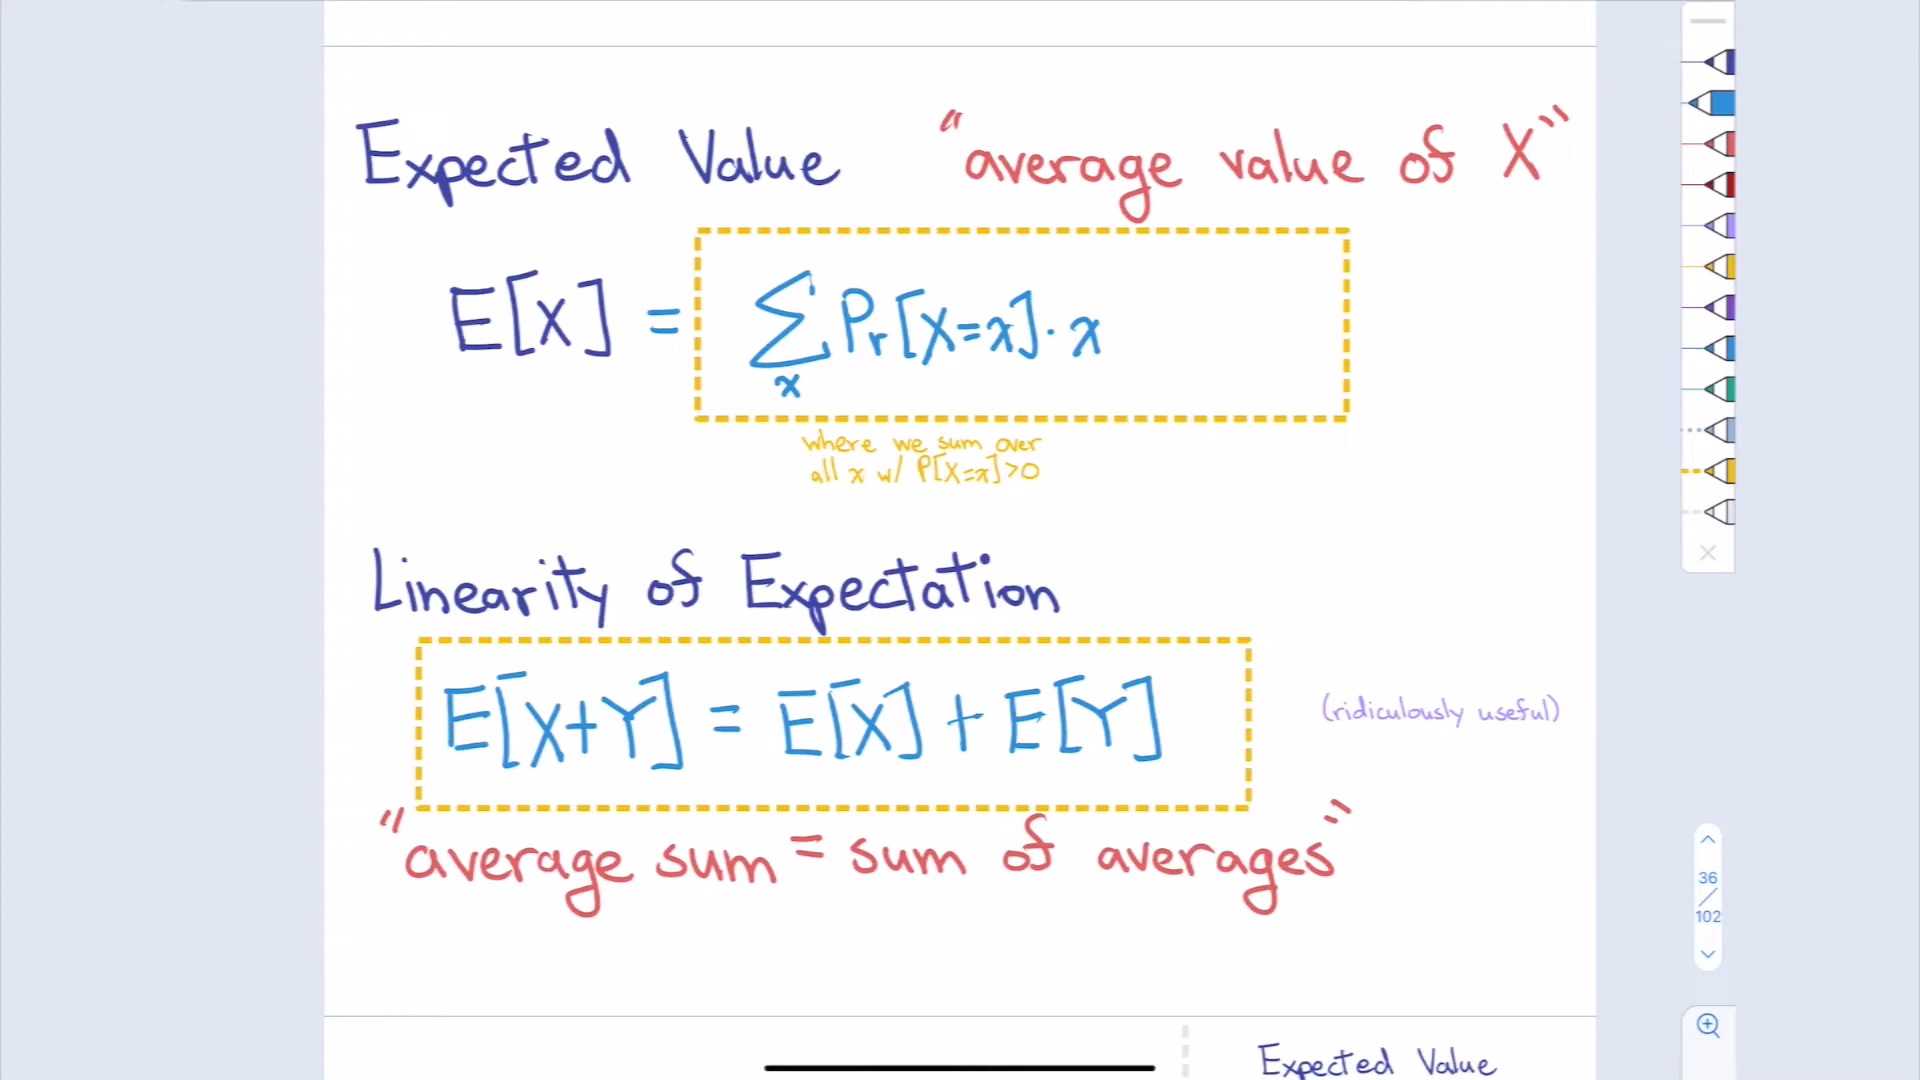 Expected Value "average value of X"
E[X] = ∑ₓ Pr[X=x]·x
where we sum over
all x w/ P[X=x]>0
Linearity of Expectation
E[X+Y] = E[X] + E[Y]
(ridiculously useful)
"average sum = sum of averages"
36
/
102
Expected Value